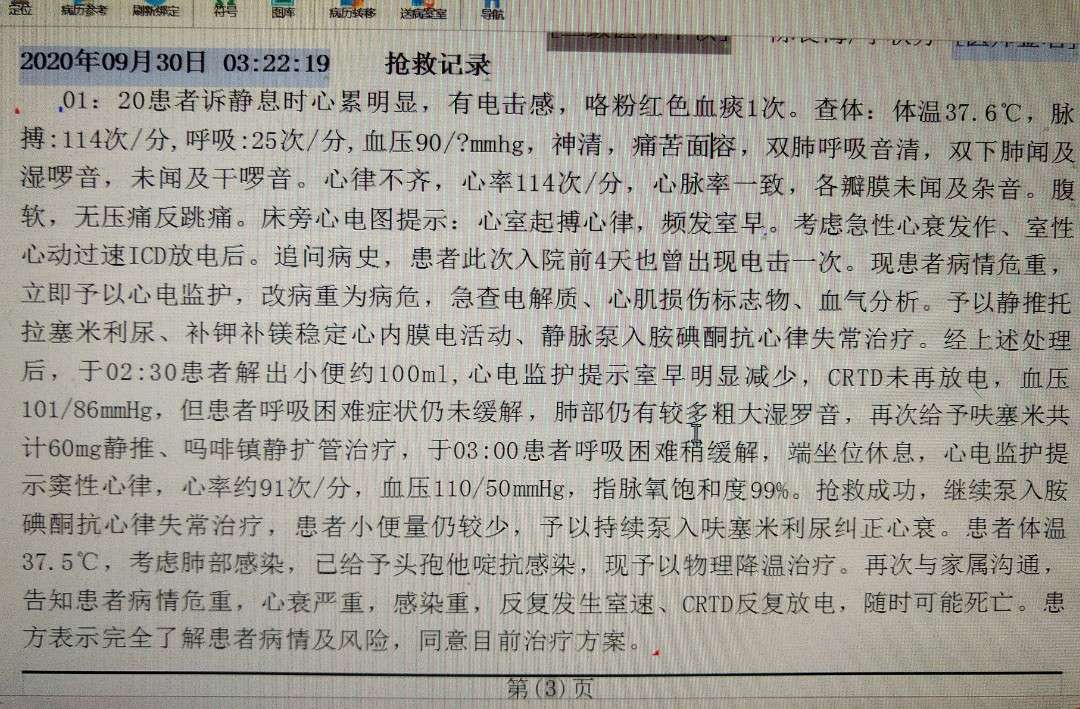 定位 病历参考 刷新绑定 符号 图库 病历转移 送病案室 导航
2020年09月30日 03:22:19 抢救记录
01：20患者诉静息时心累明显，有电击感，咯粉红色血痰1次。查体：体温37.6℃，脉
搏:114次/分,呼吸:25次/分,血压90/?mmhg，神清，痛苦面容，双肺呼吸音清，双下肺闻及
湿啰音，未闻及干啰音。心律不齐，心率114次/分，心脉率一致，各瓣膜未闻及杂音。腹
软，无压痛反跳痛。床旁心电图提示：心室起搏心律，频发室早。考虑急性心衰发作、室性
心动过速ICD放电后。追问病史，患者此次入院前4天也曾出现电击一次。现患者病情危重，
立即予以心电监护，改病重为病危，急查电解质、心肌损伤标志物、血气分析。予以静推托
拉塞米利尿、补钾补镁稳定心内膜电活动、静脉泵入胺碘酮抗心律失常治疗。经上述处理
后，于02:30患者解出小便约100ml,心电监护提示室早明显减少，CRTD未再放电，血压
101/86mmHg，但患者呼吸困难症状仍未缓解，肺部仍有较多粗大湿罗音，再次给予呋塞米共
计60mg静推、吗啡镇静扩管治疗，于03:00患者呼吸困难稍缓解，端坐位休息，心电监护提
示窦性心律，心率约91次/分，血压110/50mmHg，指脉氧饱和度99%。抢救成功，继续泵入胺
碘酮抗心律失常治疗，患者小便量仍较少，予以持续泵入呋塞米利尿纠正心衰。患者体温
37.5℃，考虑肺部感染，已给予头孢他啶抗感染，现予以物理降温治疗。再次与家属沟通，
告知患者病情危重，心衰严重，感染重，反复发生室速、CRTD反复放电，随时可能死亡。患
方表示完全了解患者病情及风险，同意目前治疗方案。
第(3)页